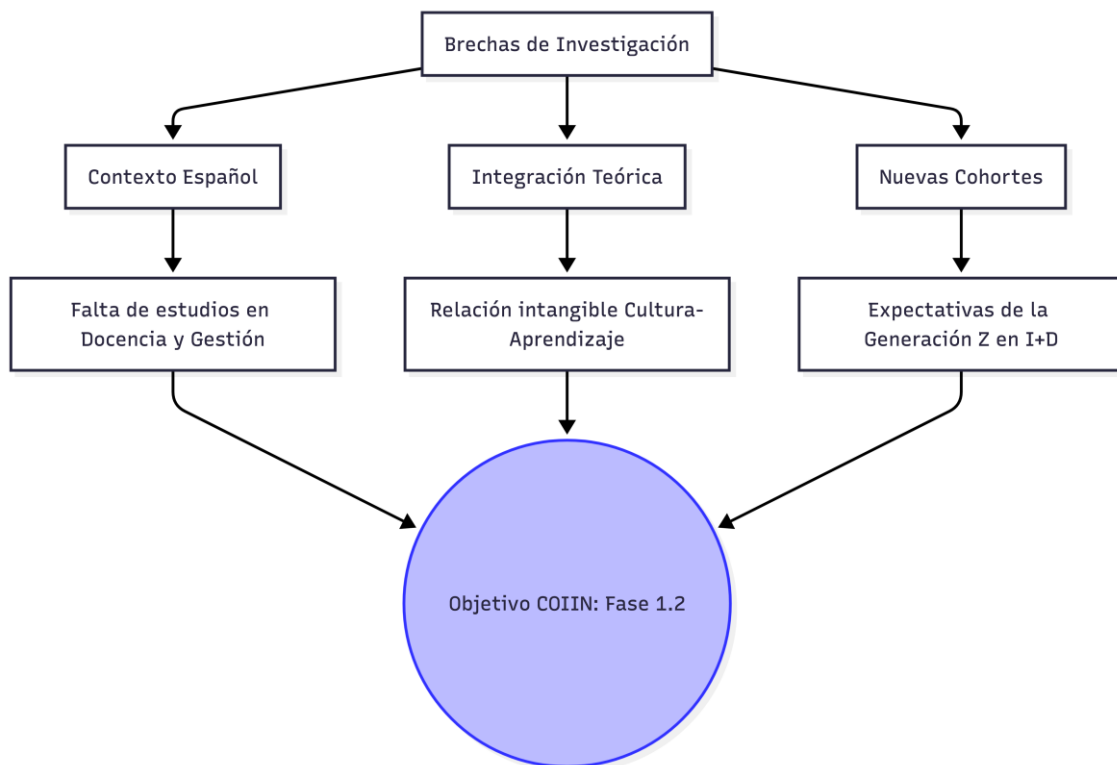 Brechas de Investigación
Contexto Español
Integración Teórica
Nuevas Cohortes
Falta de estudios en
Docencia y Gestión
Relación intangible Cultura-
Aprendizaje
Expectativas de la
Generación Z en I+D
Objetivo COIIN: Fase 1.2